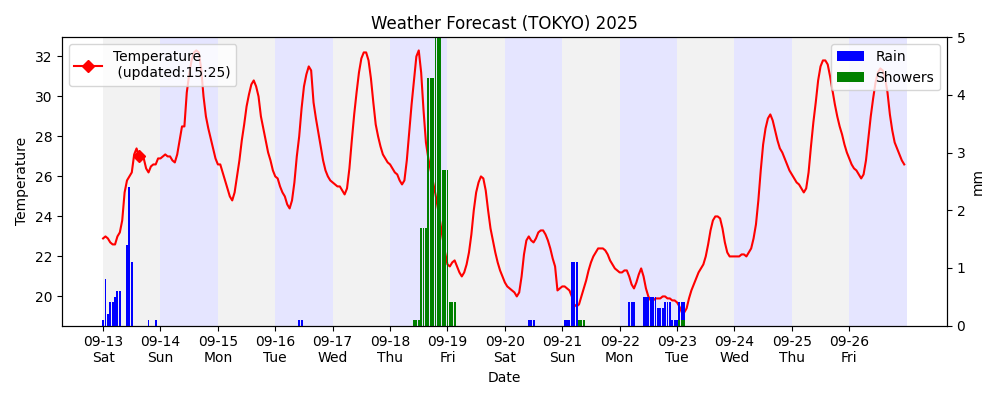 Weather Forecast (TOKYO) 2025
Temperature
(updated:15:25)
Rain
Showers
32
30
28
26
24
22
20
Temperature
5
4
3
2
1
0
mm
09-13 09-14 09-15 09-16 09-17 09-18 09-19 09-20 09-21 09-22 09-23 09-24 09-25 09-26
Sat Sun Mon Tue Wed Thu Fri Sat Sun Mon Tue Wed Thu Fri
Date